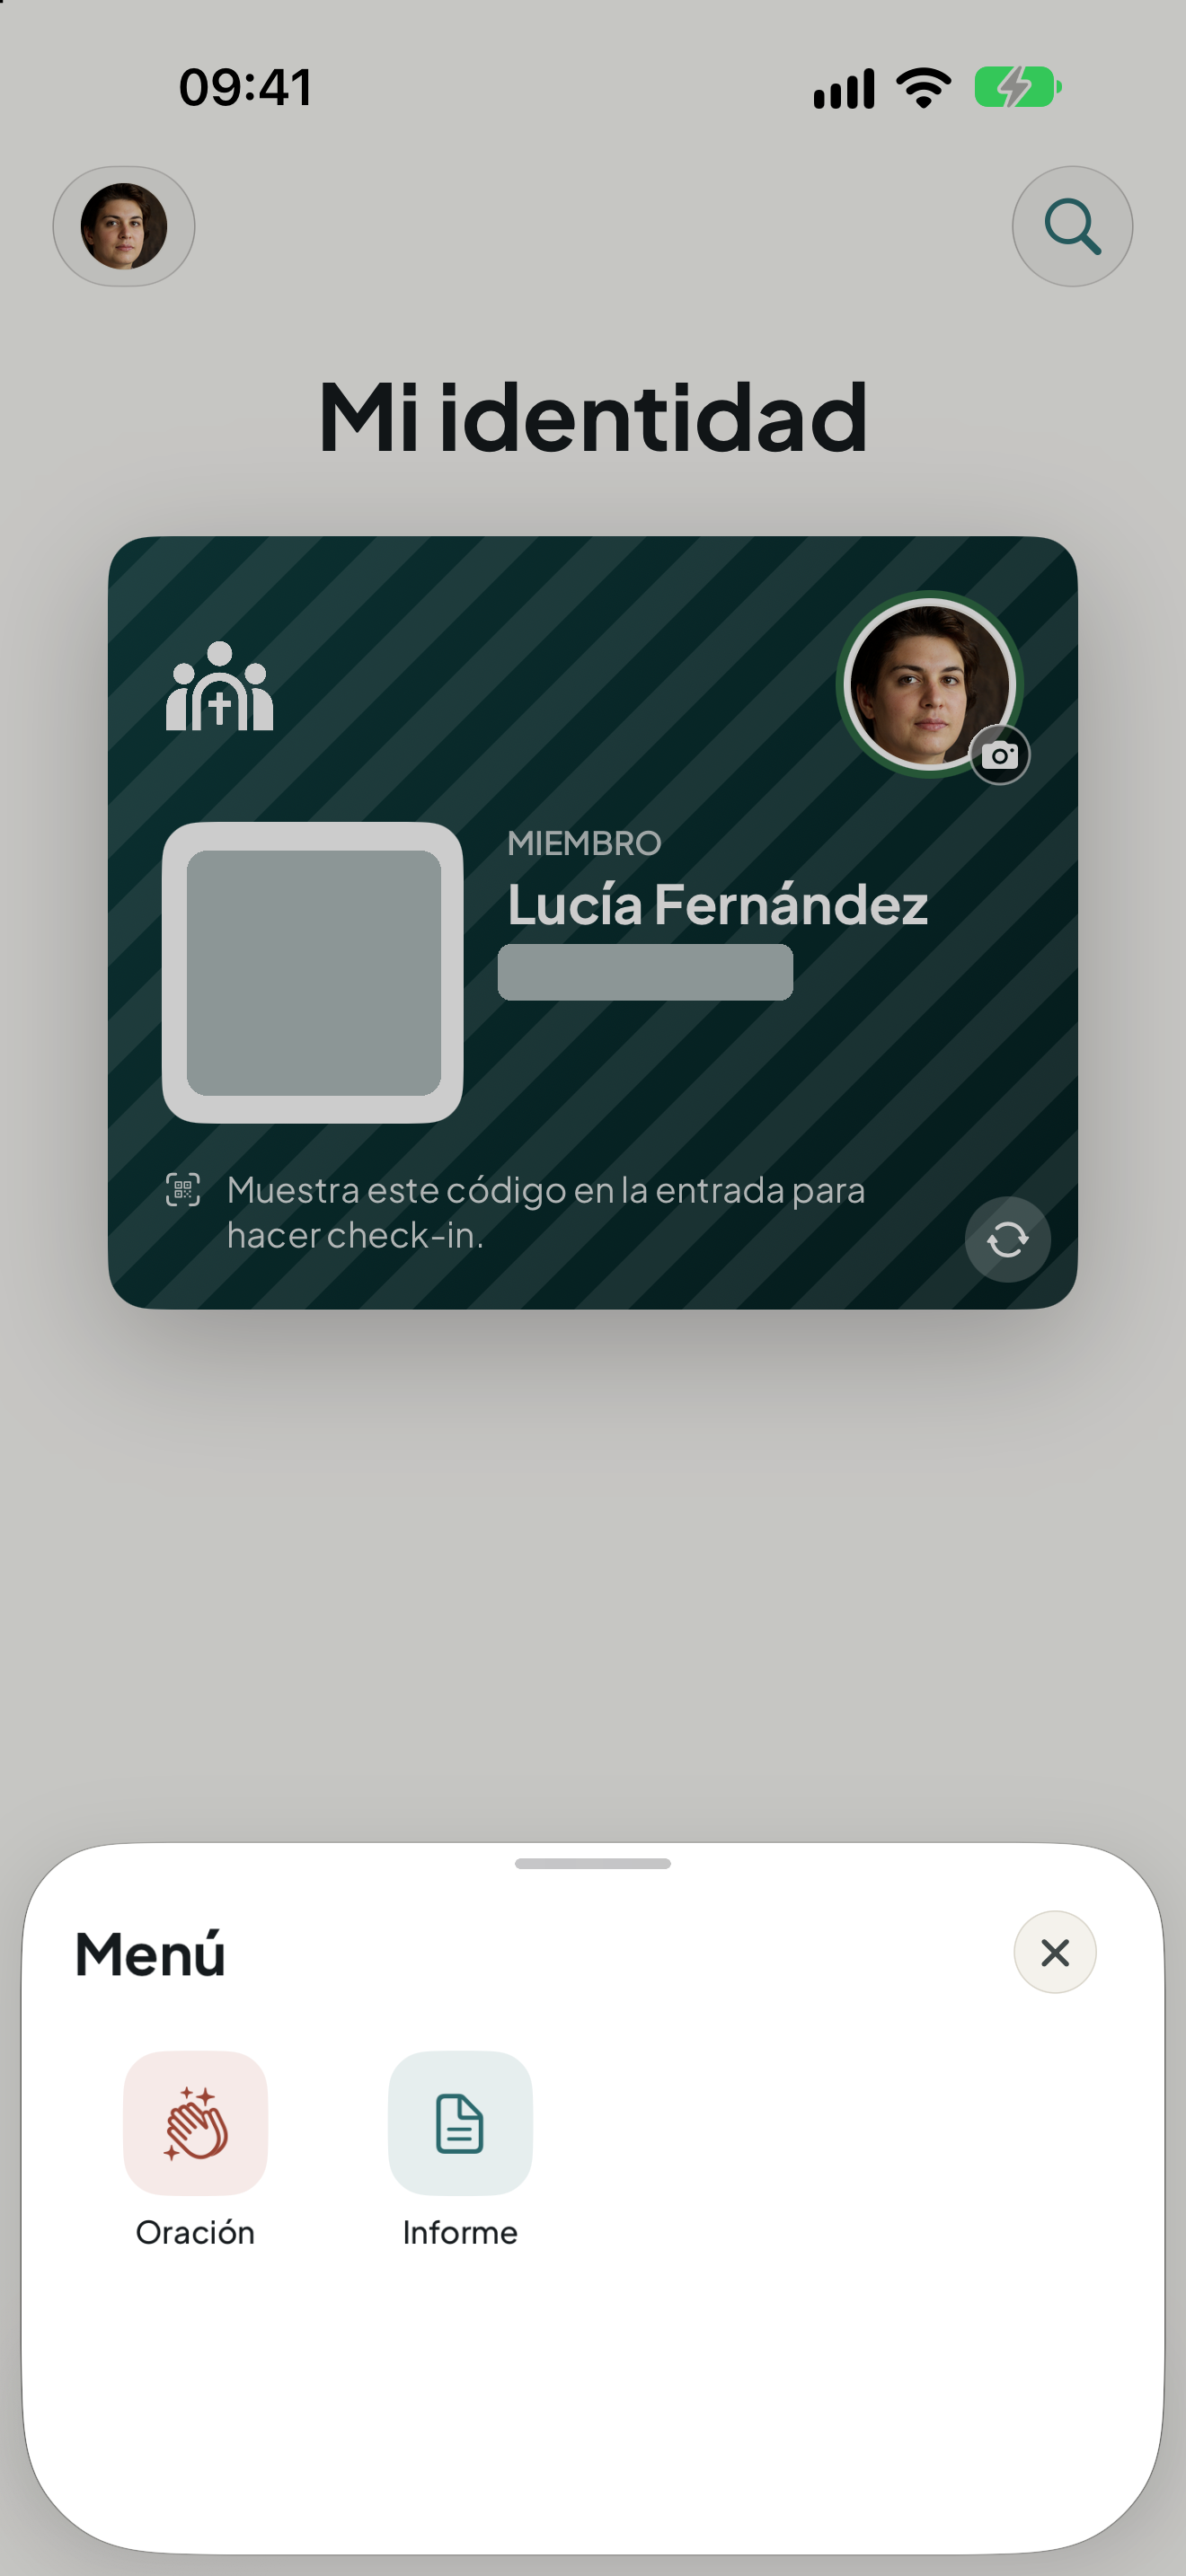 09:41
Mi identidad
MIEMBRO
Lucía Fernández
Muestra este código en la entrada para
hacer check-in.
Menú
Oración
Informe